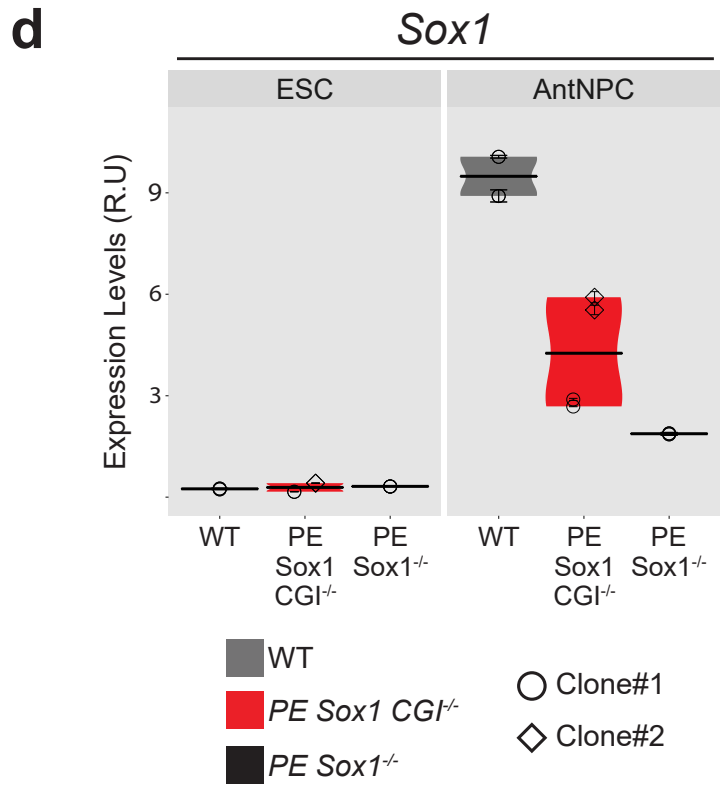 d
Sox1
ESC
AntNPC
Expression Levels (R.U)
9
6
3
WT
PE
Sox1
CGI-/-
PE
Sox1-/-
WT
PE
Sox1
CGI-/-
PE
Sox1-/-
WT
PE Sox1 CGI-/-
PE Sox1-/-
Clone#1
Clone#2